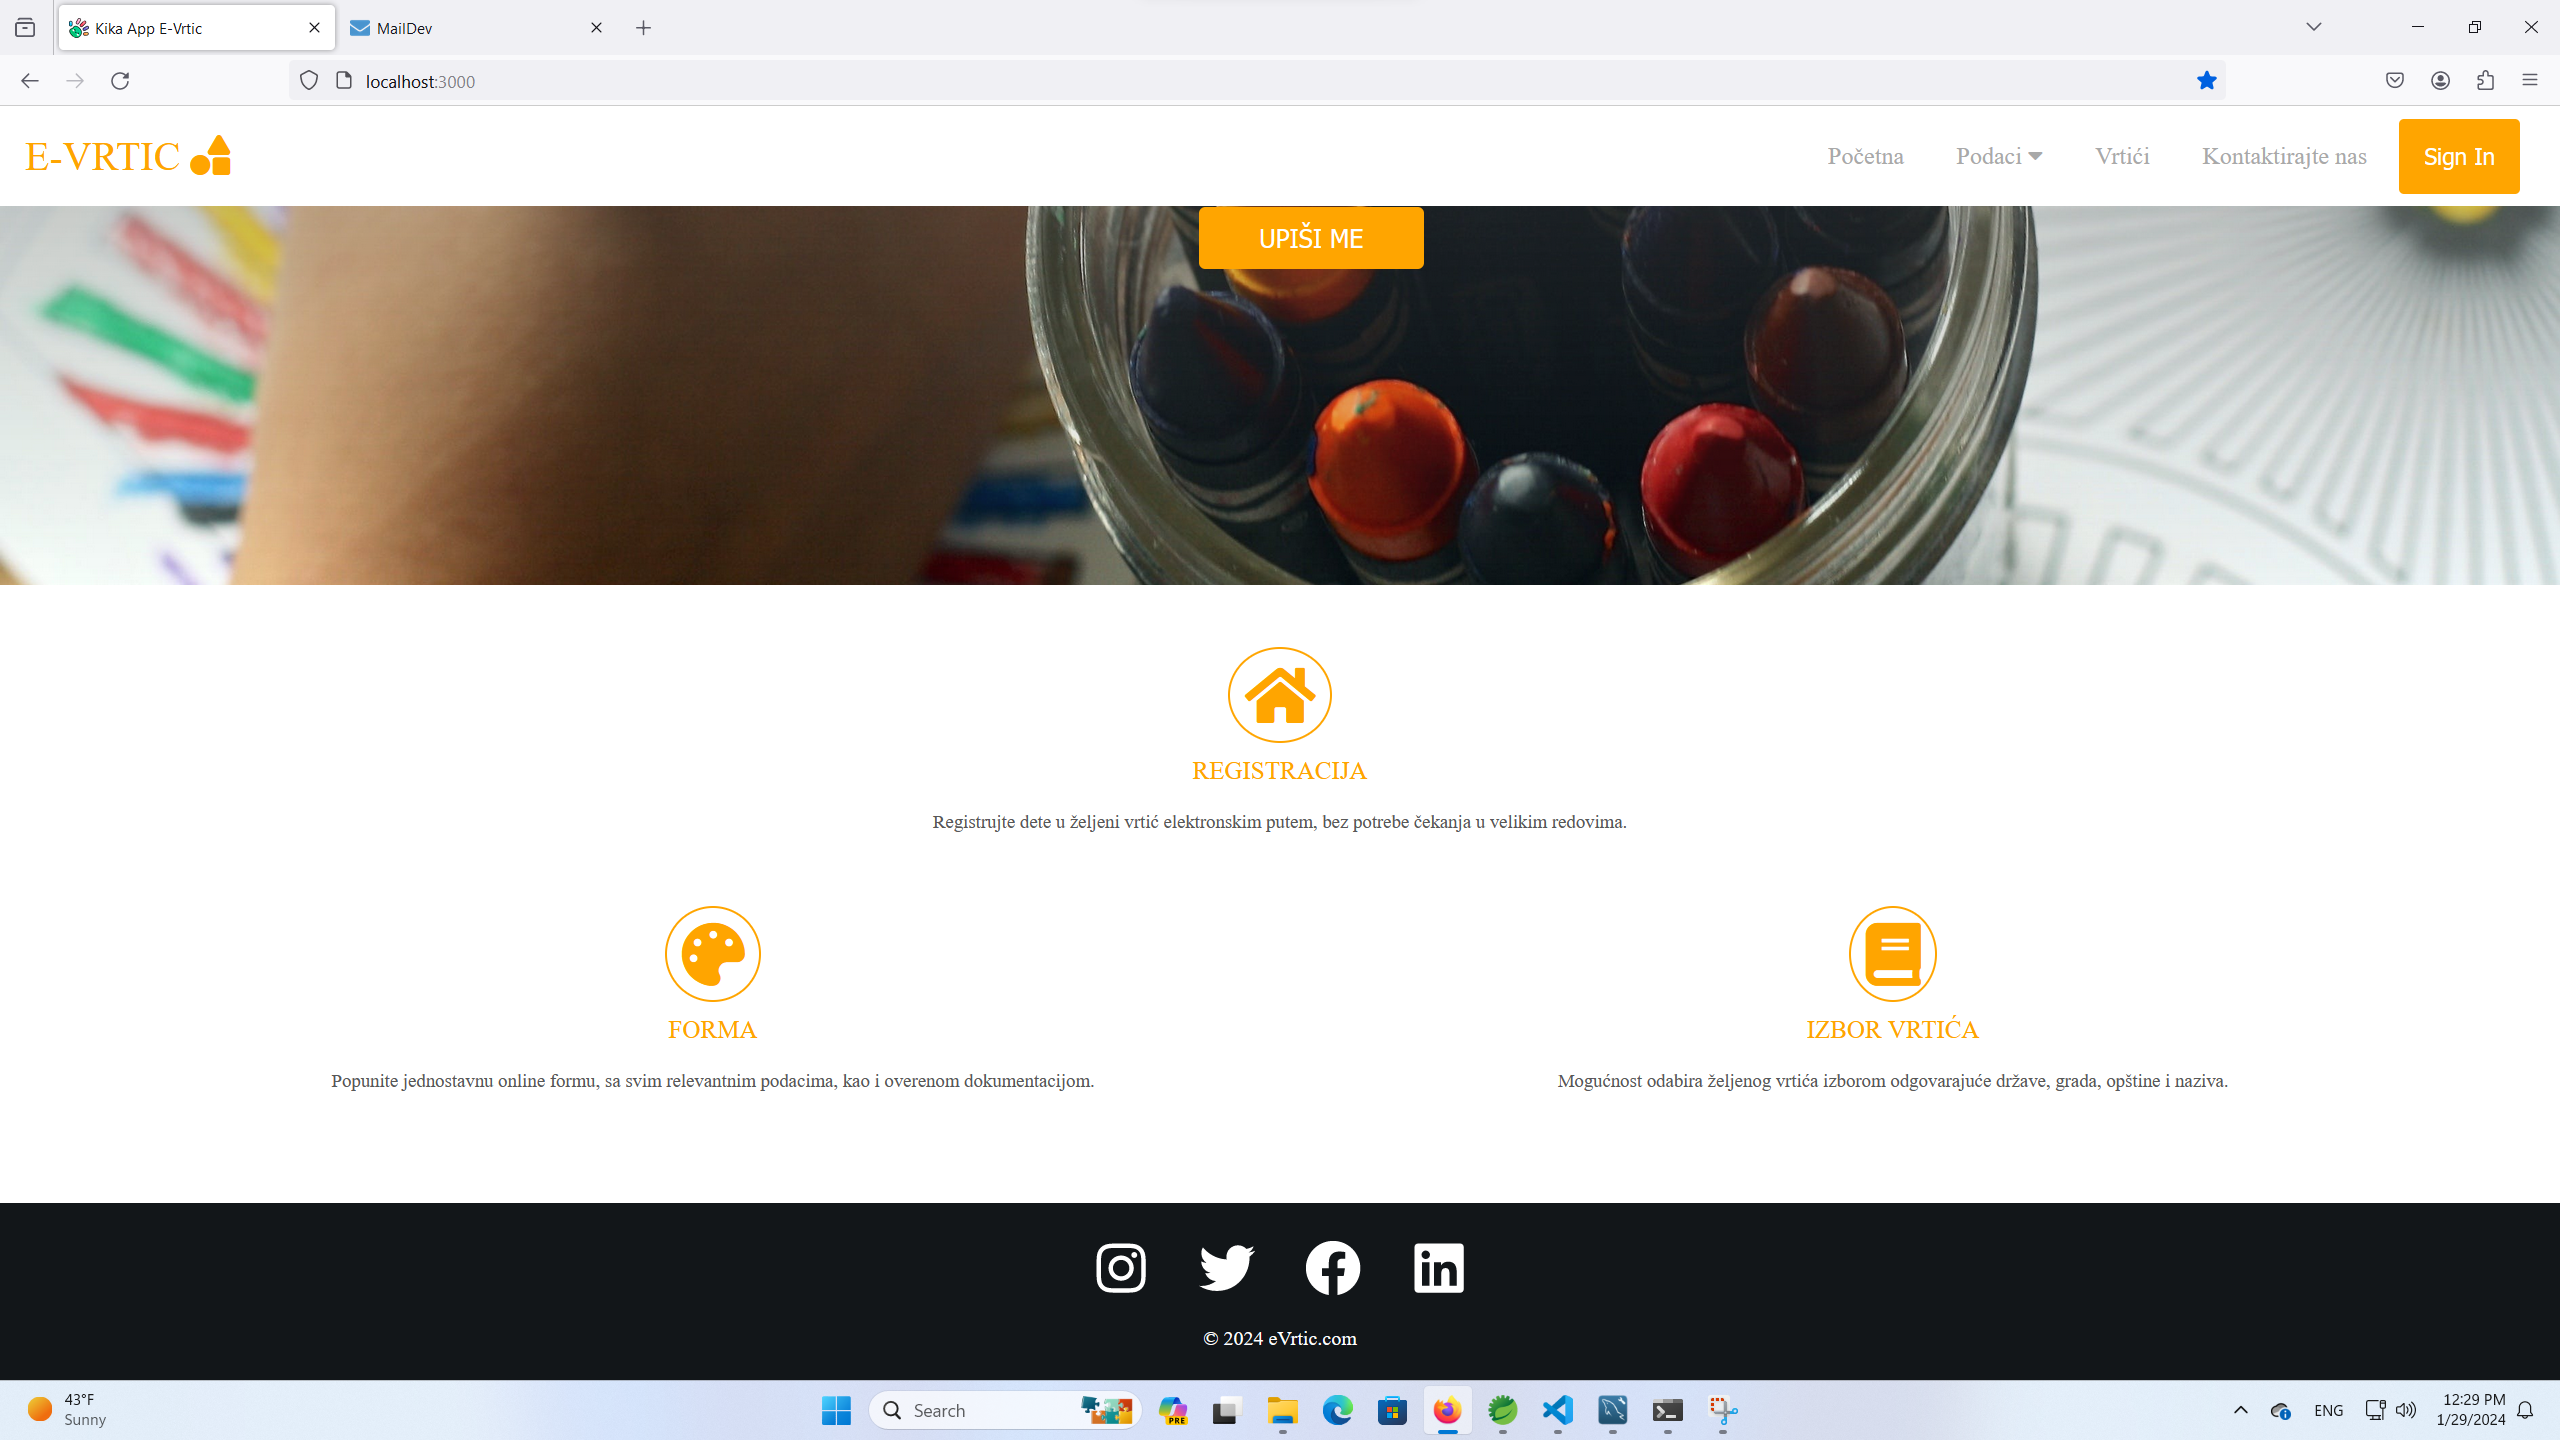 Kika App E-Vrtic
MailDev
localhost:3000
E-VRTIC
Početna
Podaci
Vrtići
Kontaktirajte nas
Sign In
UPIŠI ME
REGISTRACIJA
Registrujte dete u željeni vrtić elektronskim putem, bez potrebe čekanja u velikim redovima.
FORMA
Popunite jednostavnu online formu, sa svim relevantnim podacima, kao i overenom dokumentacijom.
IZBOR VRTIĆA
Mogućnost odabira željenog vrtića izborom odgovarajuće države, grada, opštine i naziva.
© 2024 eVrtic.com
43°F
Sunny
Search
PRE
ENG
12:29 PM
1/29/2024